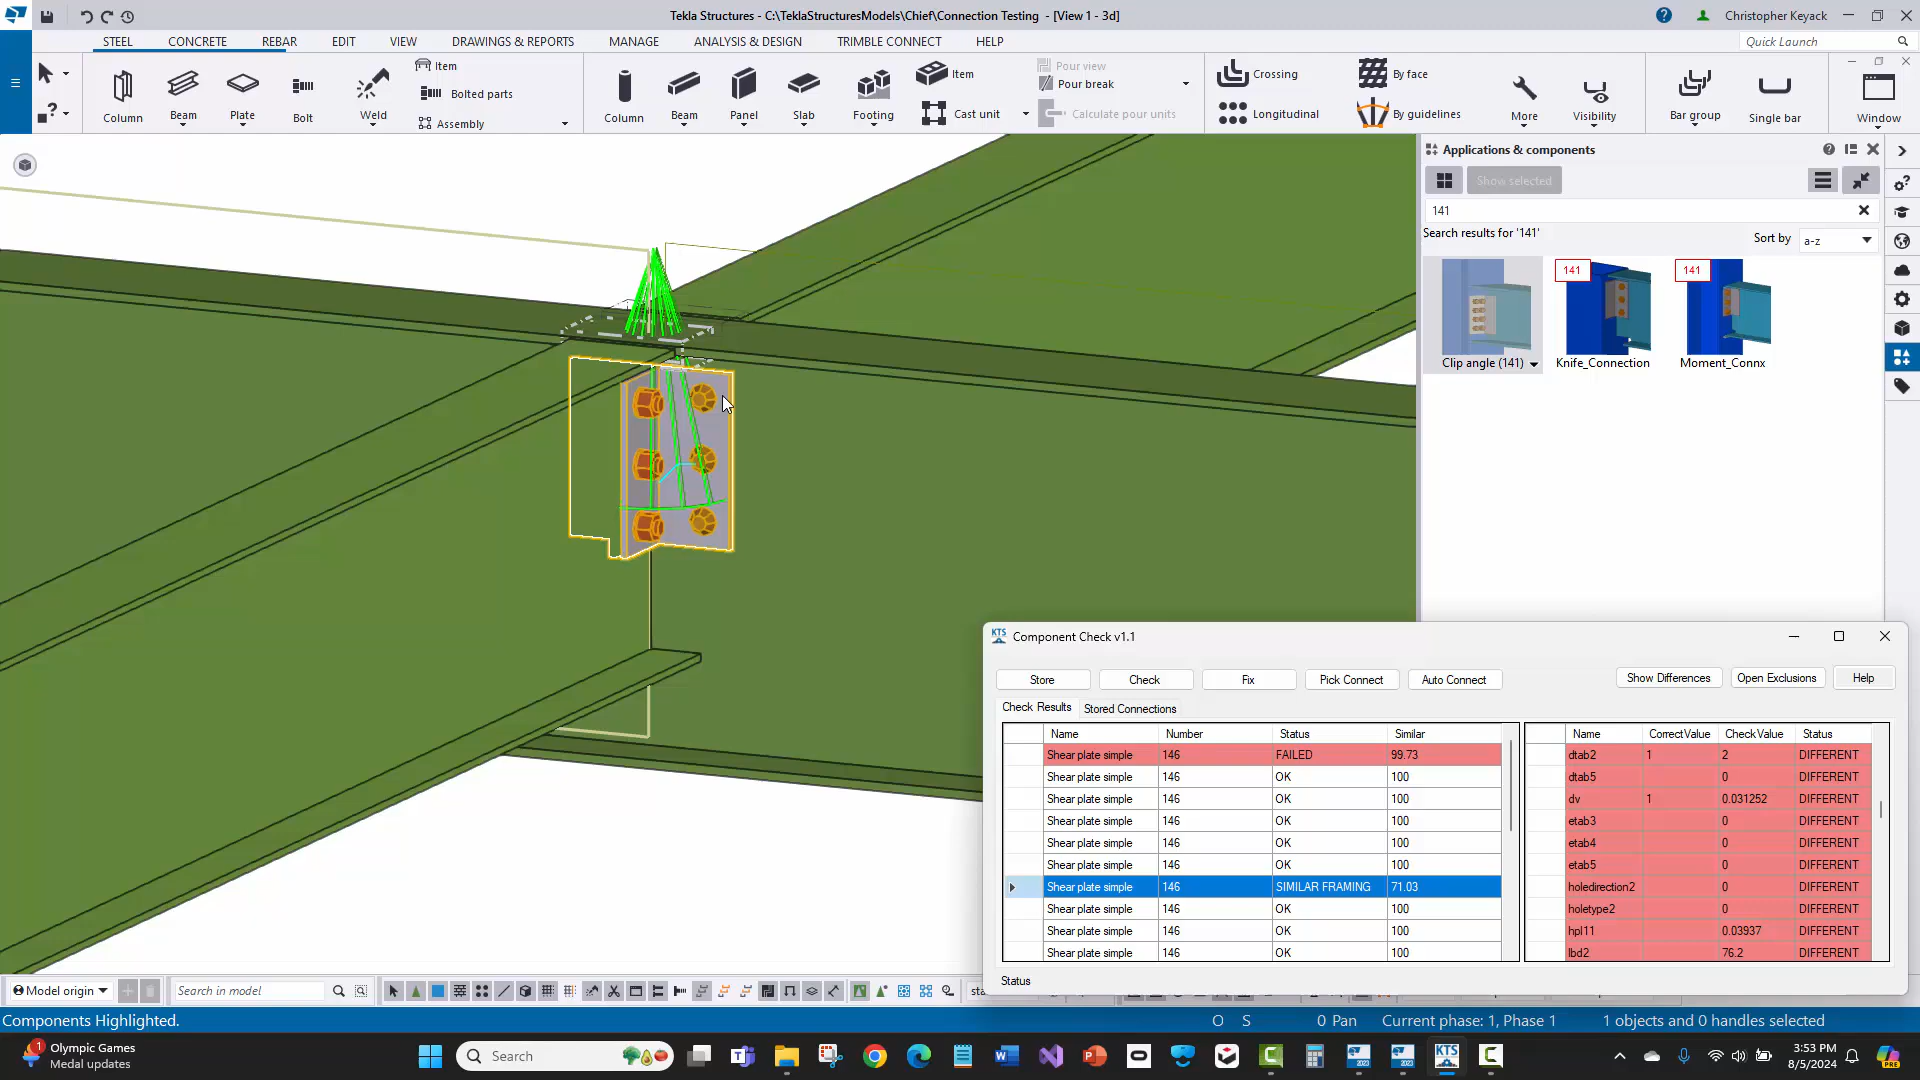 Tekla Structures - C:\TeklaStructuresModels\Chief\Connection Testing - [View 1 - 3d]
Christopher Keyack
STEEL CONCRETE REBAR EDIT VIEW DRAWINGS & REPORTS MANAGE ANALYSIS & DESIGN TRIMBLE CONNECT HELP
Quick Launch
Column
Beam
Plate
Bolt
Weld
Item
Bolted parts
Assembly
Column
Beam
Panel
Slab
Footing
Item
Cast unit
Pour view
Pour break
Calculate pour units
Crossing
Longitudinal
By face
By guidelines
More
Visibility
Bar group
Single bar
Window
Applications & components
Show selected
141
Search results for '141'
Sort by a-z
141
141
Clip angle (141)
Knife_Connection
Moment_Connx
KTS Component Check v1.1
Store Check Fix Pick Connect Auto Connect Show Differences Open Exclusions Help
Check Results Stored Connections
Name Number Status Similar
Shear plate simple 146 FAILED 99.73
Shear plate simple 146 OK 100
Shear plate simple 146 OK 100
Shear plate simple 146 OK 100
Shear plate simple 146 OK 100
Shear plate simple 146 OK 100
Shear plate simple 146 SIMILAR FRAMING 71.03
Shear plate simple 146 OK 100
Shear plate simple 146 OK 100
Shear plate simple 146 OK 100
Name CorrectValue CheckValue Status
dtab2 1 2 DIFFERENT
dtab5 0 DIFFERENT
dv 1 0.031252 DIFFERENT
etab3 0 DIFFERENT
etab4 0 DIFFERENT
etab5 0 DIFFERENT
holedirection2 0 DIFFERENT
holetype2 0 DIFFERENT
hpl11 0.03937 DIFFERENT
lbd2 76.2 DIFFERENT
Status
Model origin
Search in model
sta
Components Highlighted.
O S 0 Pan Current phase: 1, Phase 1 1 objects and 0 handles selected
1
Olympic Games
Medal updates
Search
KTS
3:53 PM
8/5/2024